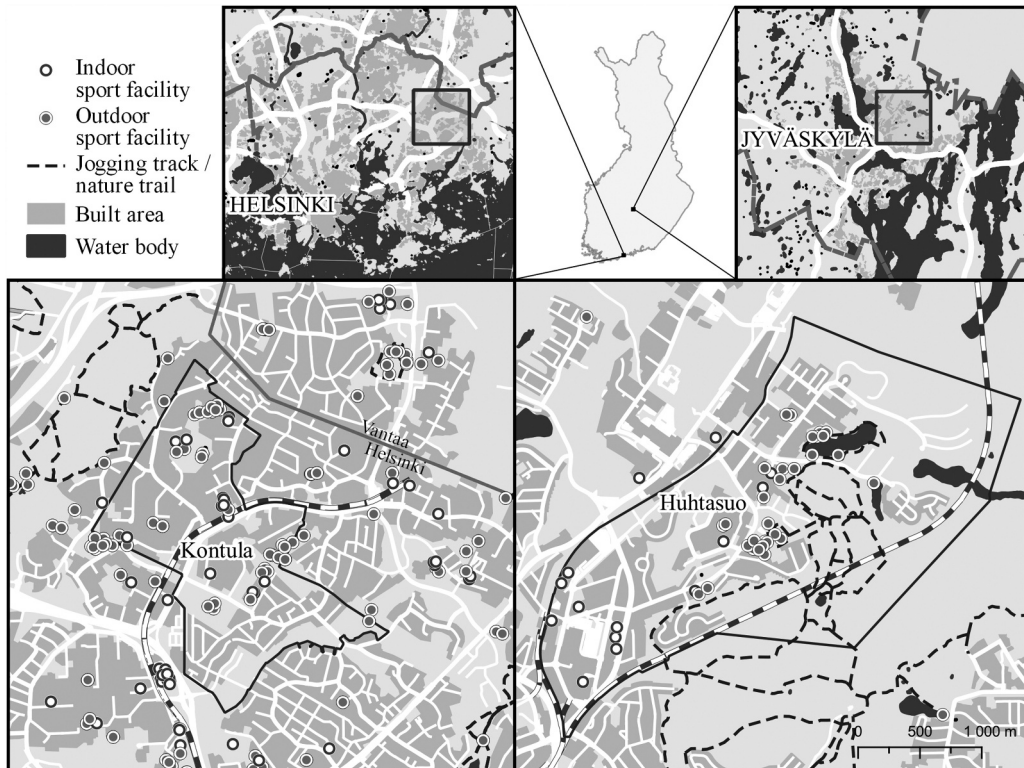 Indoor
sport facility
Outdoor
sport facility
Jogging track /
nature trail
Built area
Water body
HELSINKI
JYVÄSKYLÄ
Vantaa
Helsinki
Kontula
Huhtasuo
0 500 1 000 m